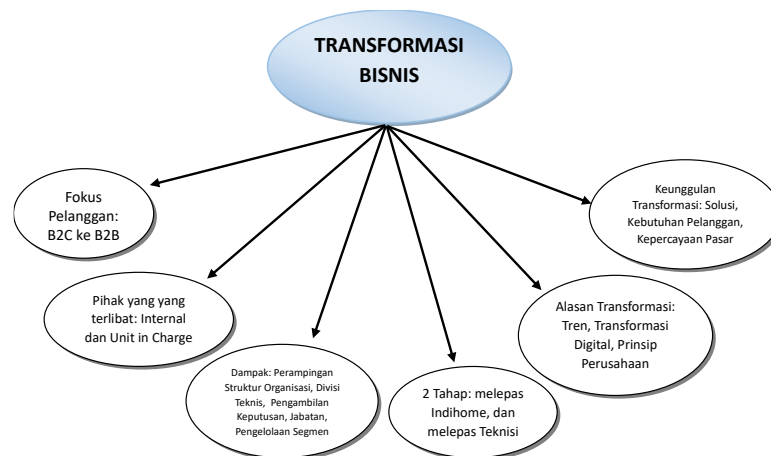 TRANSFORMASI
BISNIS
Fokus
Pelanggan:
B2C ke B2B
Pihak yang yang
terlibat: Internal
dan Unit in Charge
Dampak: Perampingan
Struktur Organisasi, Divisi
Teknis, Pengambilan
Keputusan, Jabatan,
Pengelolaan Segmen
2 Tahap: melepas
Indihome, dan
melepas Teknisi
Alasan Transformasi:
Tren, Transformasi
Digital, Prinsip
Perusahaan
Keunggulan
Transformasi: Solusi,
Kebutuhan Pelanggan,
Kepercayaan Pasar